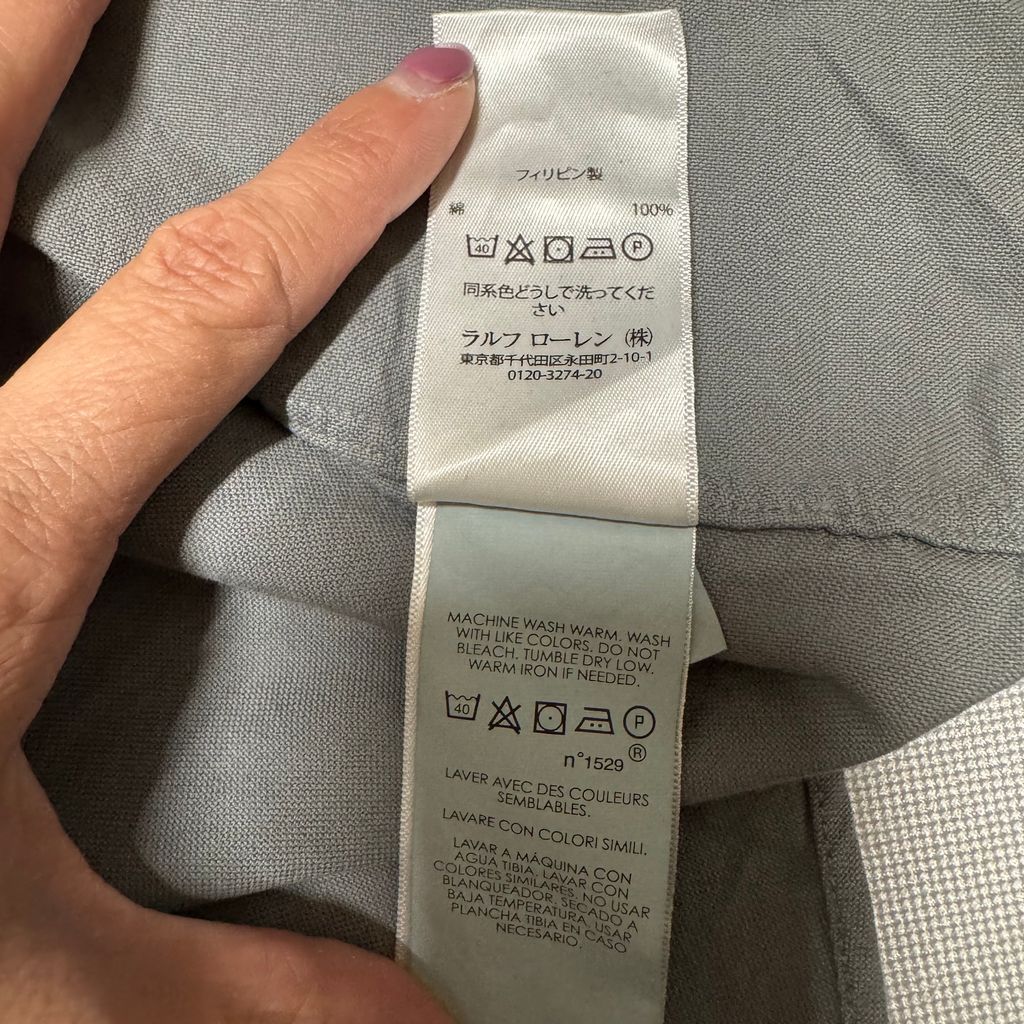 フィリピン製
綿 100%
40 P
同系色どうしで洗ってくだ
さい
ラルフ ローレン (株)
東京都千代田区永田町2-10-1
0120-3274-20
MACHINE WASH WARM. WASH
WITH LIKE COLORS. DO NOT
BLEACH. TUMBLE DRY LOW.
WARM IRON IF NEEDED.
40 P
n°1529 ®
LAVER AVEC DES COULEURS
SEMBLABLES.
LAVARE CON COLORI SIMILI.
LAVAR A MÁQUINA CON
AGUA TIBIA. LAVAR CON
COLORES SIMILARES. NO USAR
BLANQUEADOR. SECADO A
BAJA TEMPERATURA. USAR
PLANCHA TIBIA EN CASO
NECESARIO.